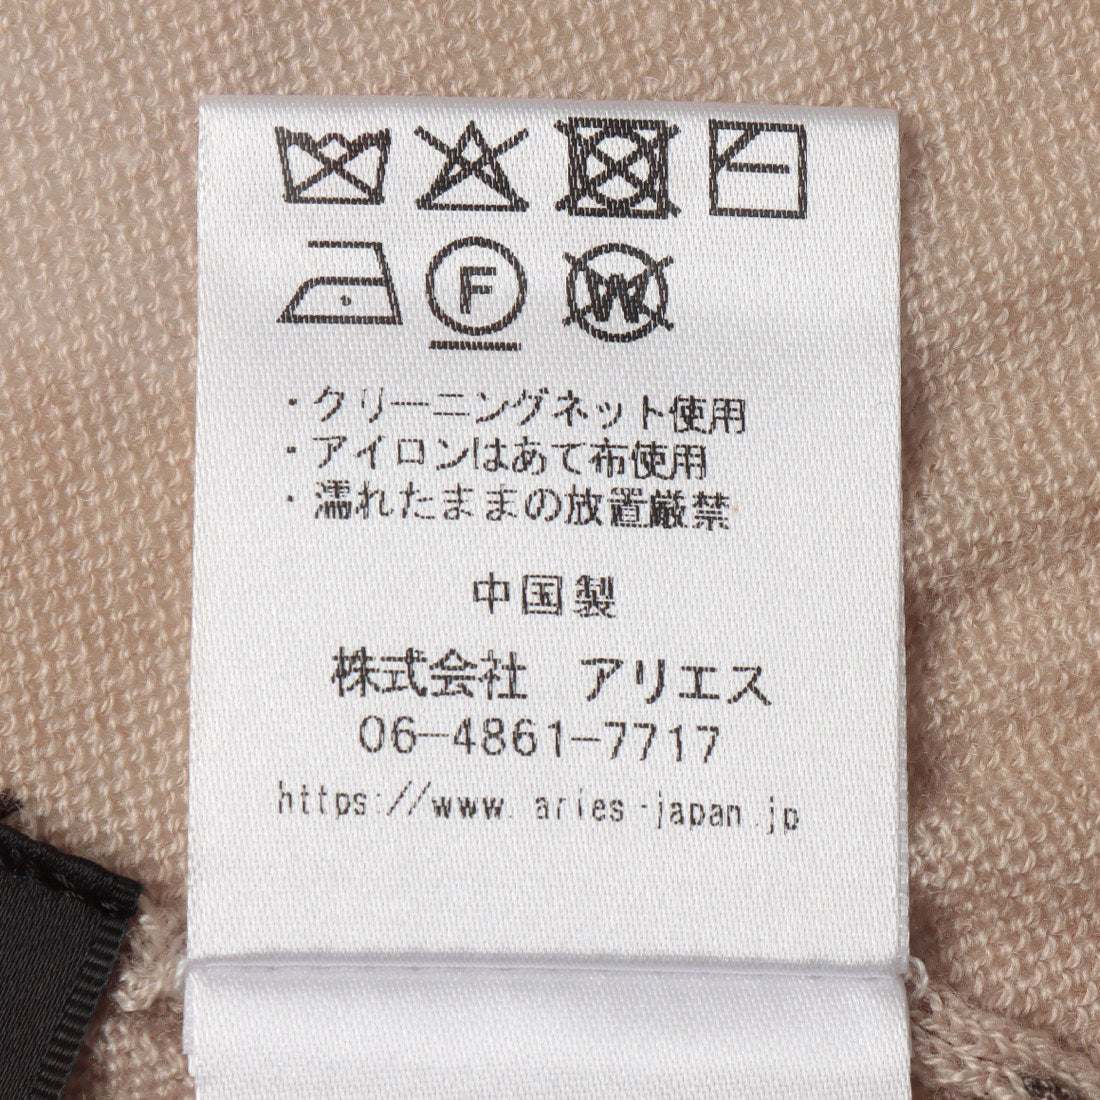 F W
・クリーニングネット使用
・アイロンはあて布使用
・濡れたままの放置厳禁
中国製
株式会社 アリエス
06-4861-7717
https://www.aries-japan.jp